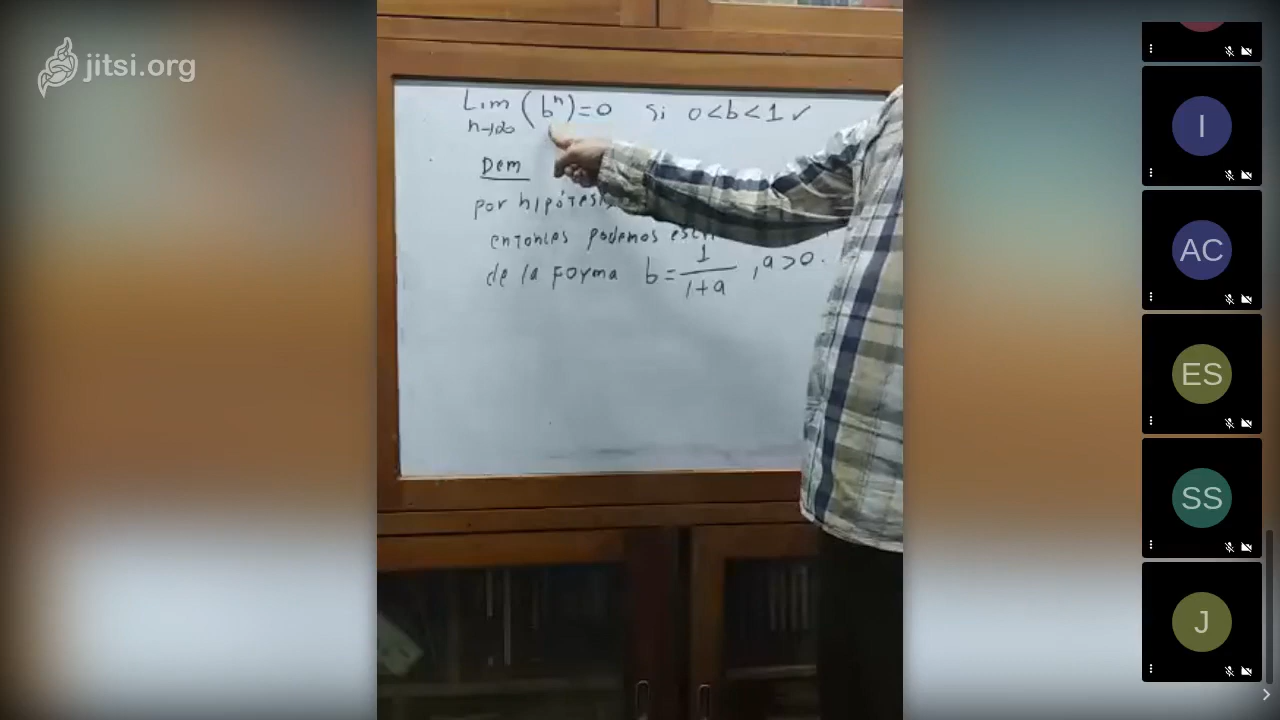 jitsi.org
Lim (bⁿ) = 0 si 0 < b < 1 ✓
n→∞
Dem
por hipótesis
entonces podemos
de la forma b = 1/(1+a) , a > 0.
I
AC
ES
SS
J